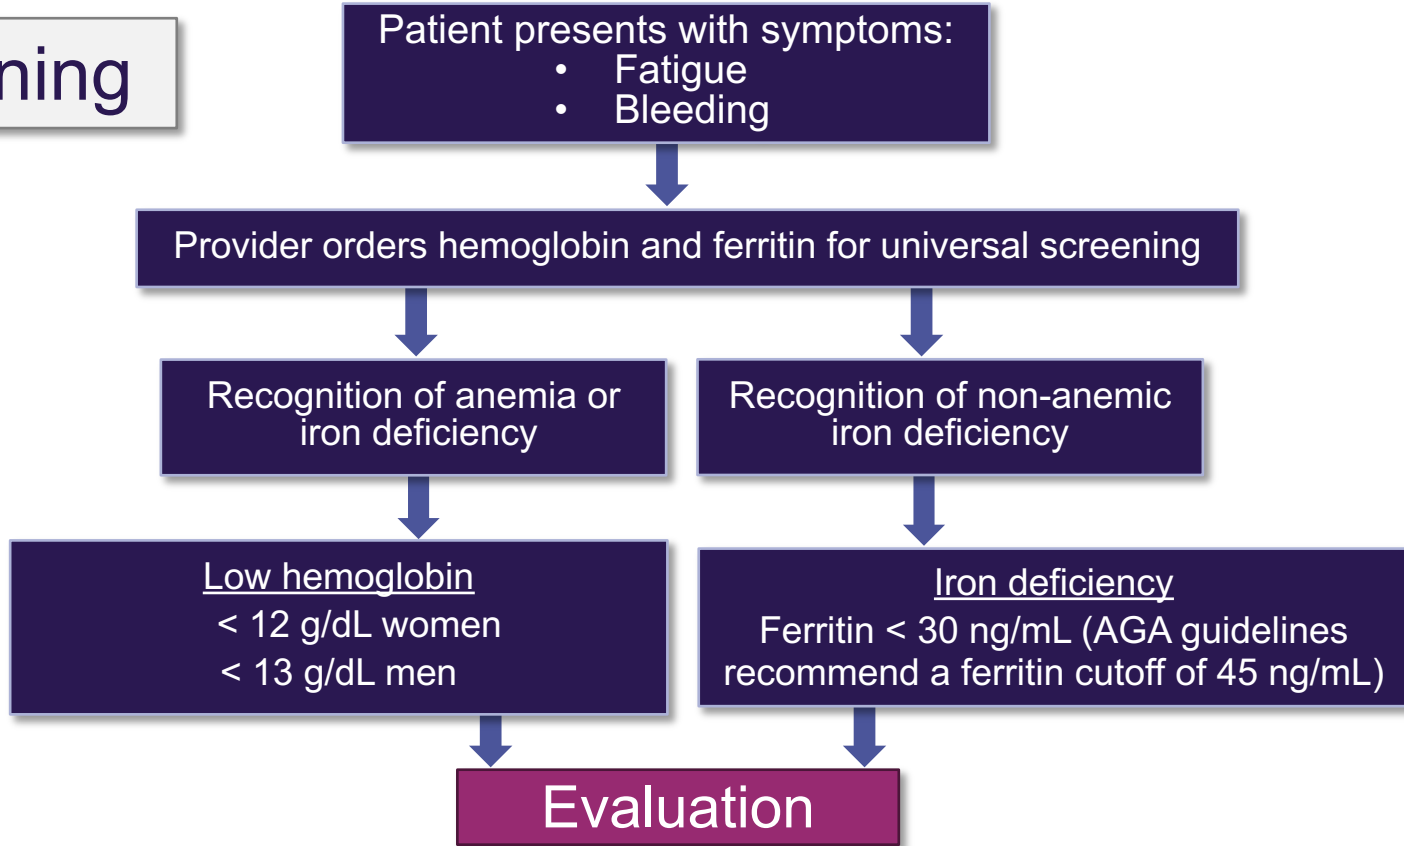 ning
Patient presents with symptoms:
• Fatigue
• Bleeding
Provider orders hemoglobin and ferritin for universal screening
Recognition of anemia or
iron deficiency
Recognition of non-anemic
iron deficiency
Low hemoglobin
< 12 g/dL women
< 13 g/dL men
Iron deficiency
Ferritin < 30 ng/mL (AGA guidelines
recommend a ferritin cutoff of 45 ng/mL)
Evaluation